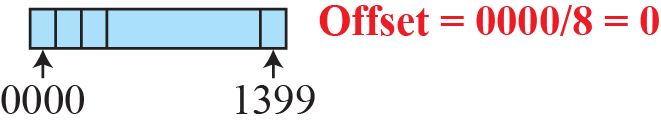 Offset = 0000/8 = 0
0000 1399